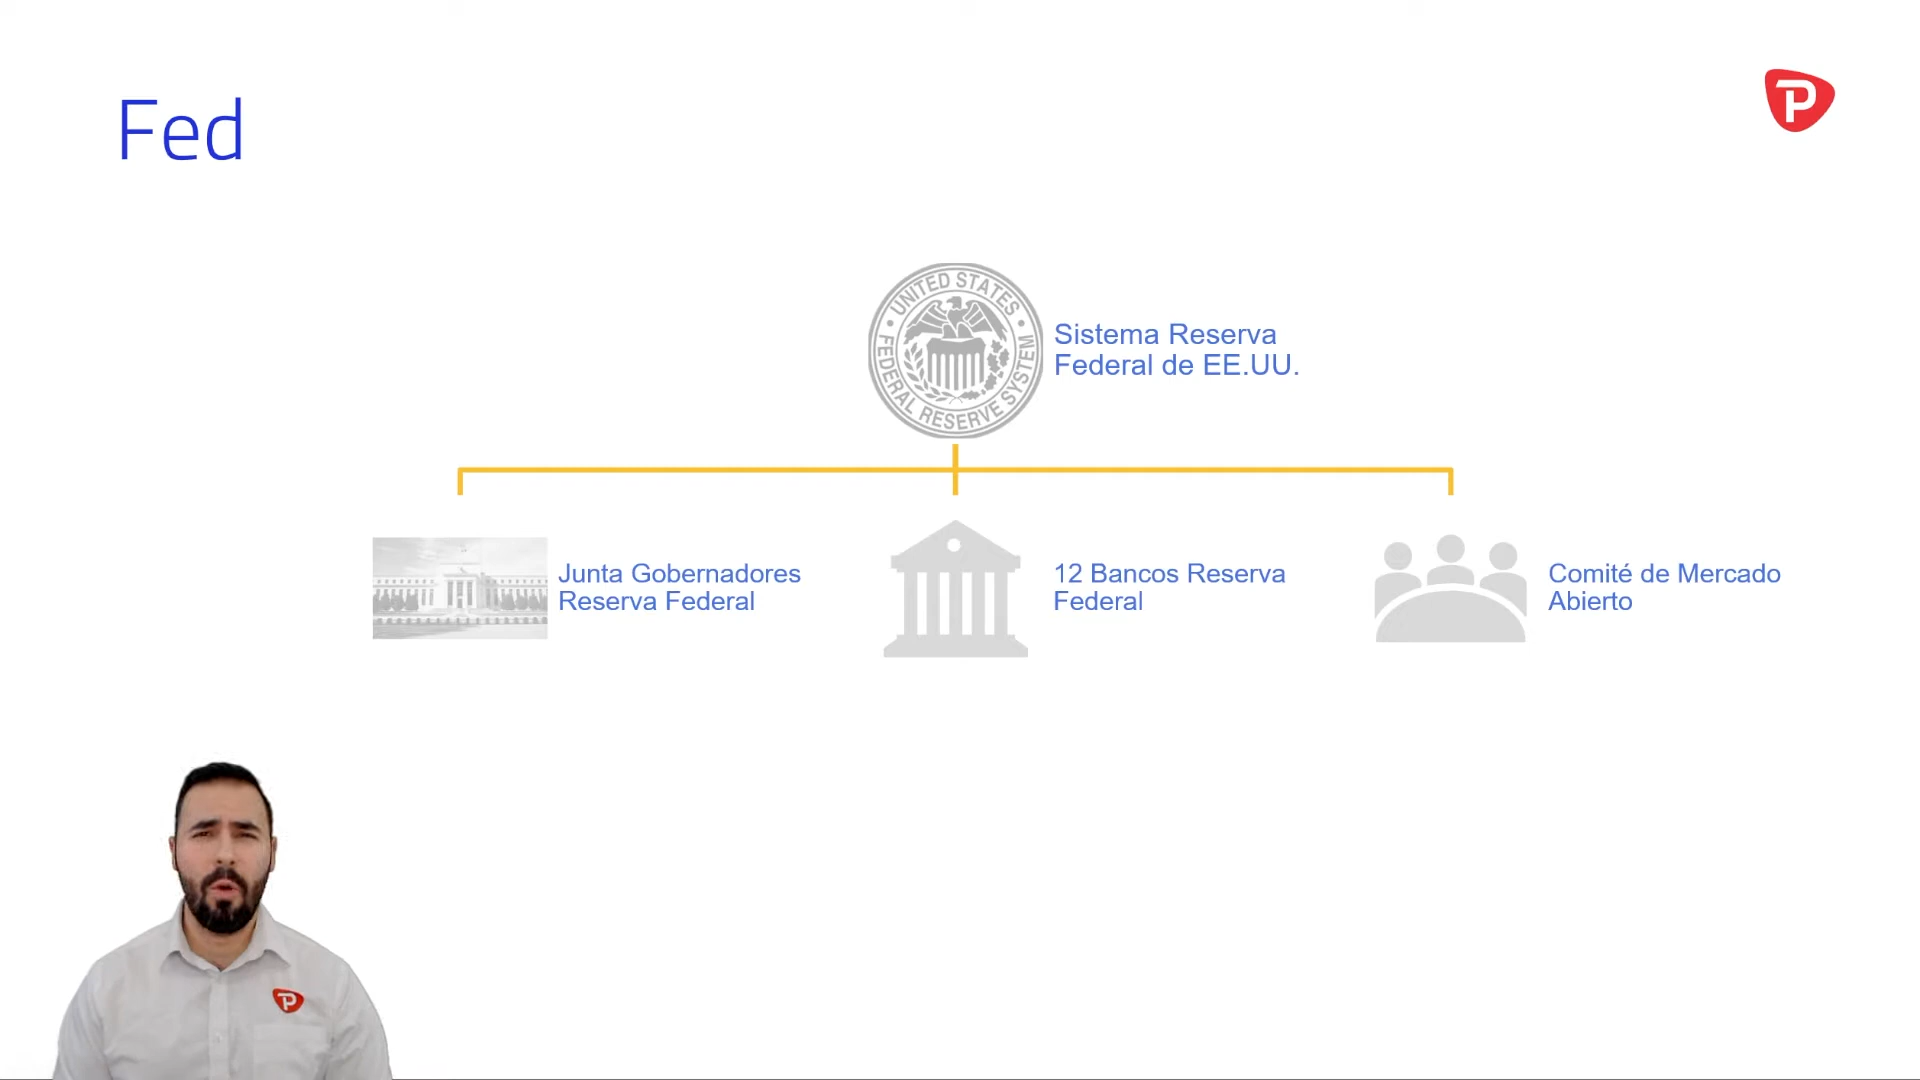 Fed
P
UNITED STATES
FEDERAL RESERVE SYSTEM
Sistema Reserva
Federal de EE.UU.
Junta Gobernadores
Reserva Federal
12 Bancos Reserva
Federal
Comité de Mercado
Abierto
P